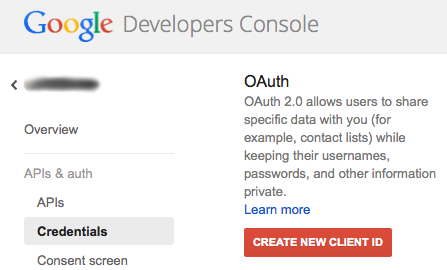 Google Developers Console
Overview
APIs & auth
APIs
Credentials
Consent screen
OAuth
OAuth 2.0 allows users to share
specific data with you (for
example, contact lists) while
keeping their usernames,
passwords, and other information
private.
Learn more
CREATE NEW CLIENT ID